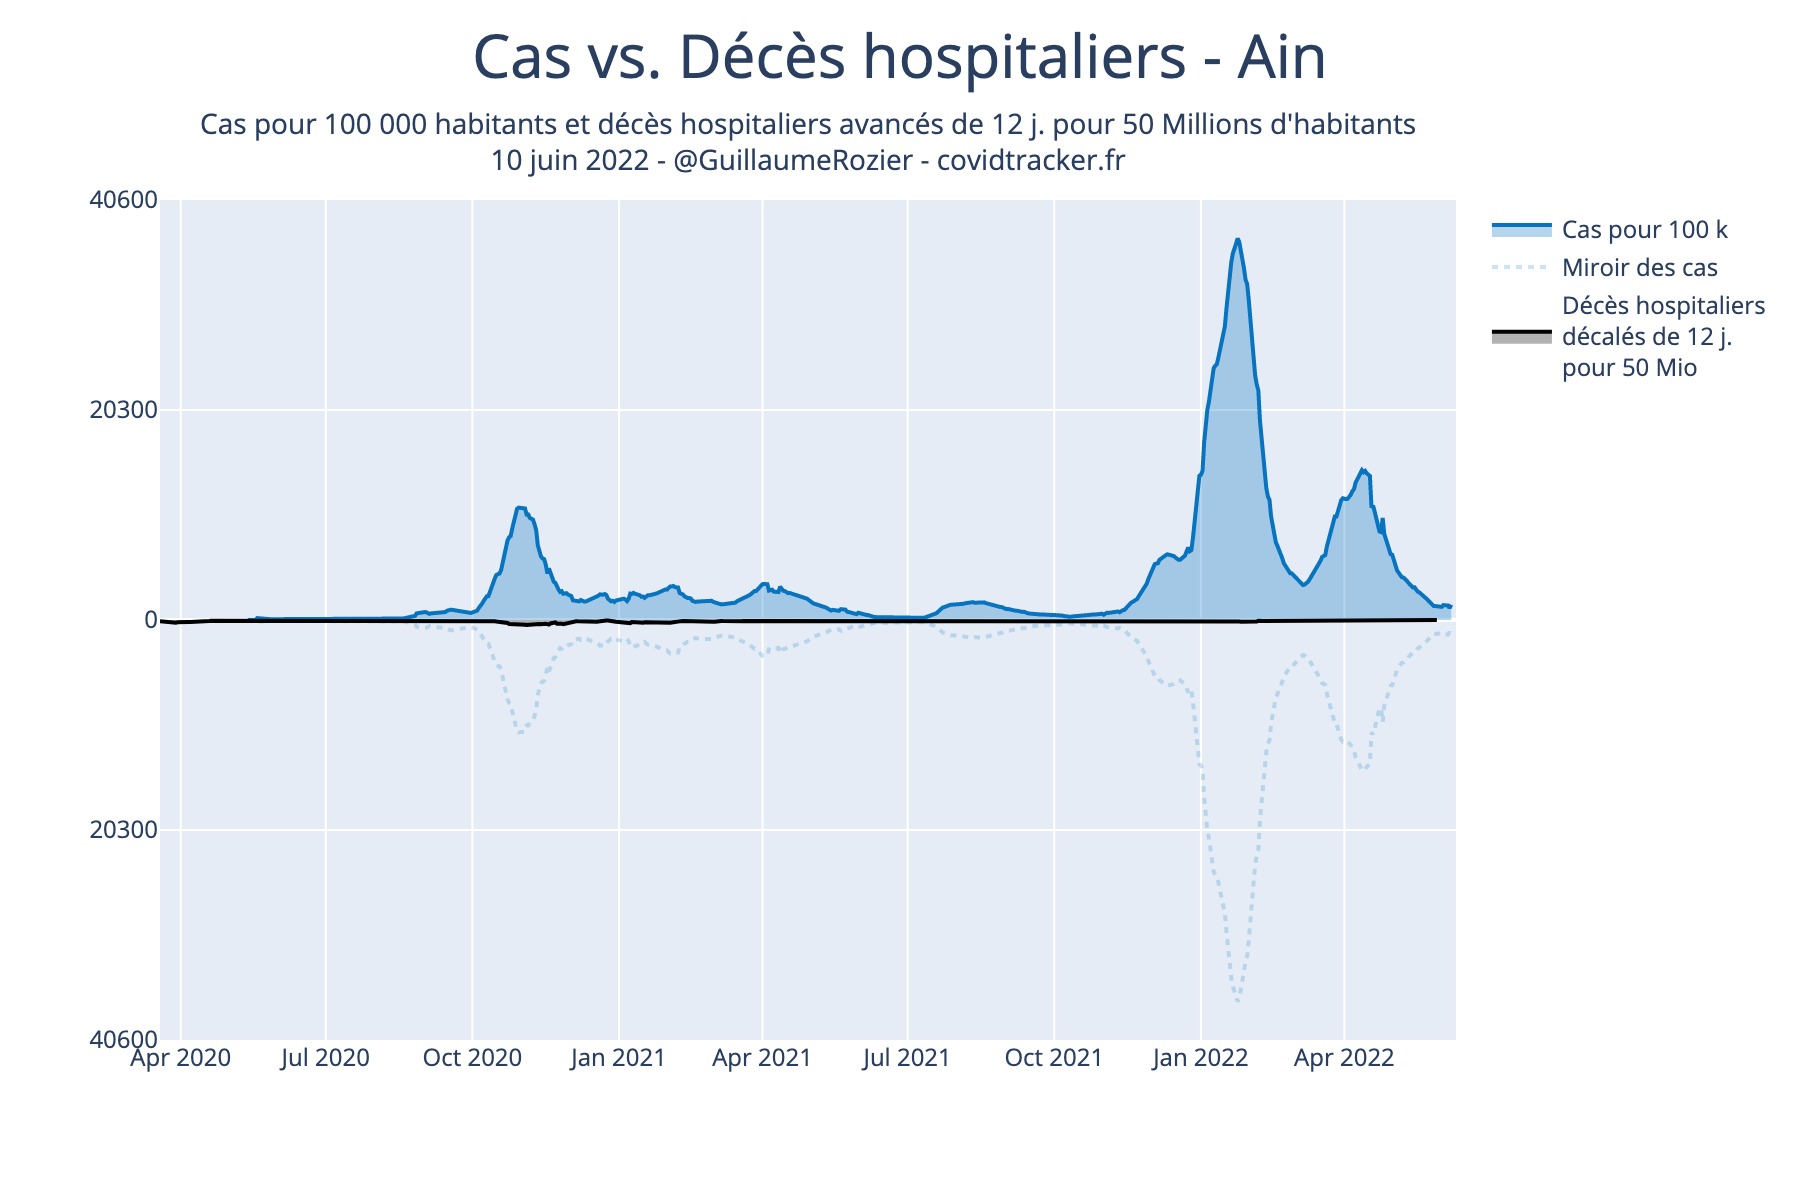 Cas vs. Décès hospitaliers - Ain
Cas pour 100 000 habitants et décès hospitaliers avancés de 12 j. pour 50 Millions d'habitants
10 juin 2022 - @GuillaumeRozier - covidtracker.fr
40600
20300
0
20300
40600
Apr 2020
Jul 2020
Oct 2020
Jan 2021
Apr 2021
Jul 2021
Oct 2021
Jan 2022
Apr 2022
Cas pour 100 k
Miroir des cas
Décès hospitaliers
décalés de 12 j.
pour 50 Mio